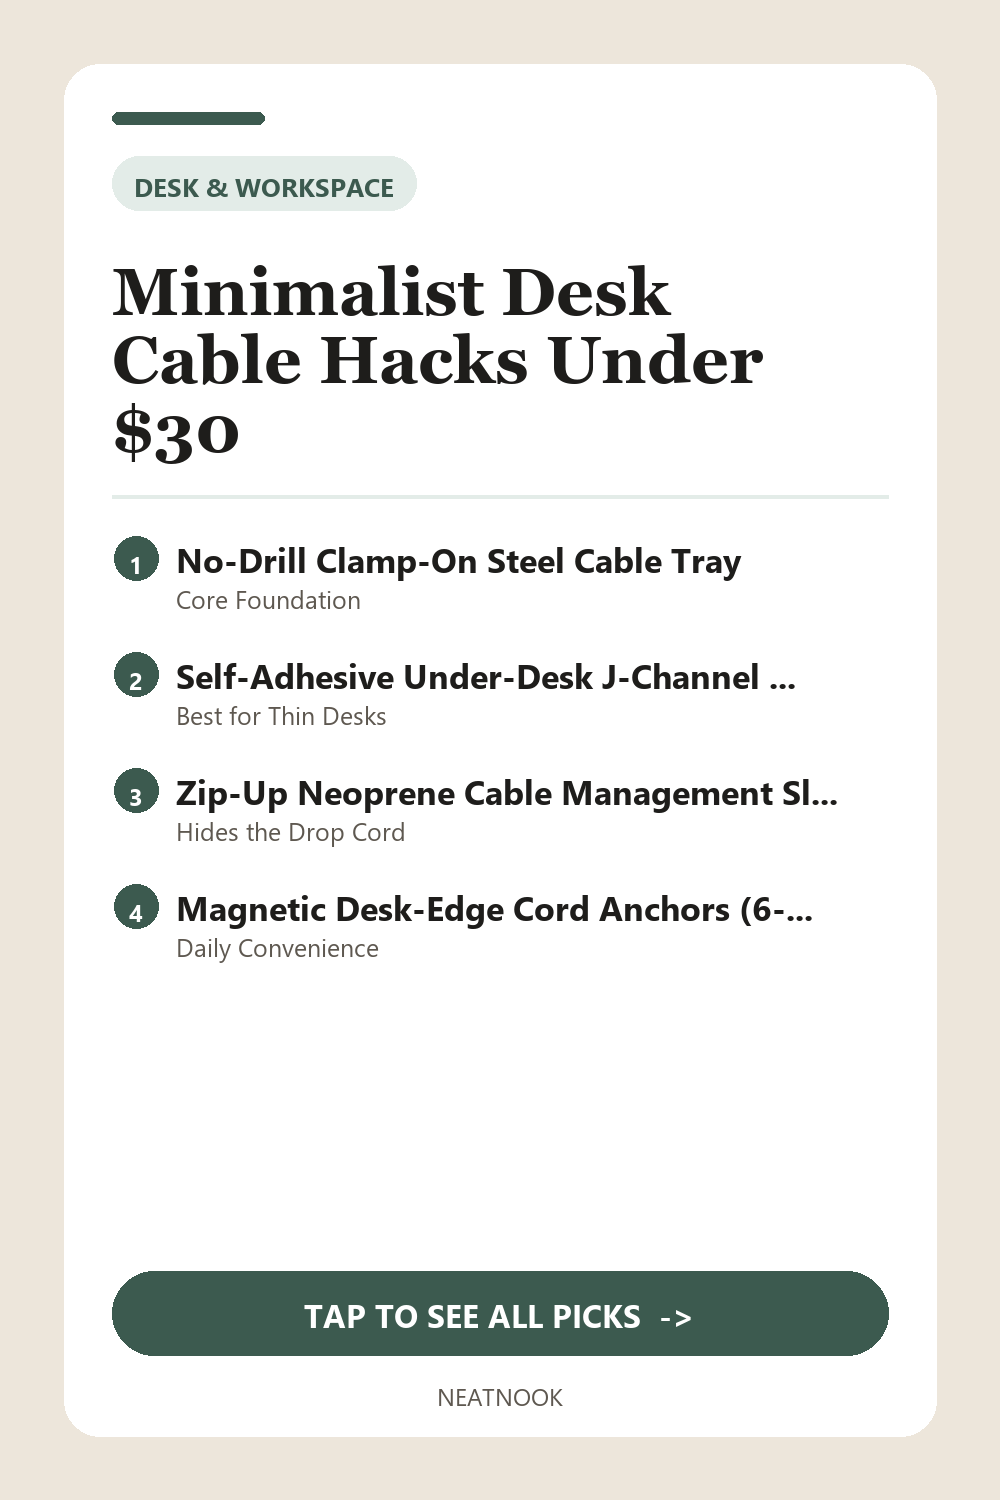 DESK & WORKSPACE
Minimalist Desk
Cable Hacks Under
$30
1 No-Drill Clamp-On Steel Cable Tray
Core Foundation
2 Self-Adhesive Under-Desk J-Channel ...
Best for Thin Desks
3 Zip-Up Neoprene Cable Management Sl...
Hides the Drop Cord
4 Magnetic Desk-Edge Cord Anchors (6-...
Daily Convenience
TAP TO SEE ALL PICKS ->
NEATNOOK